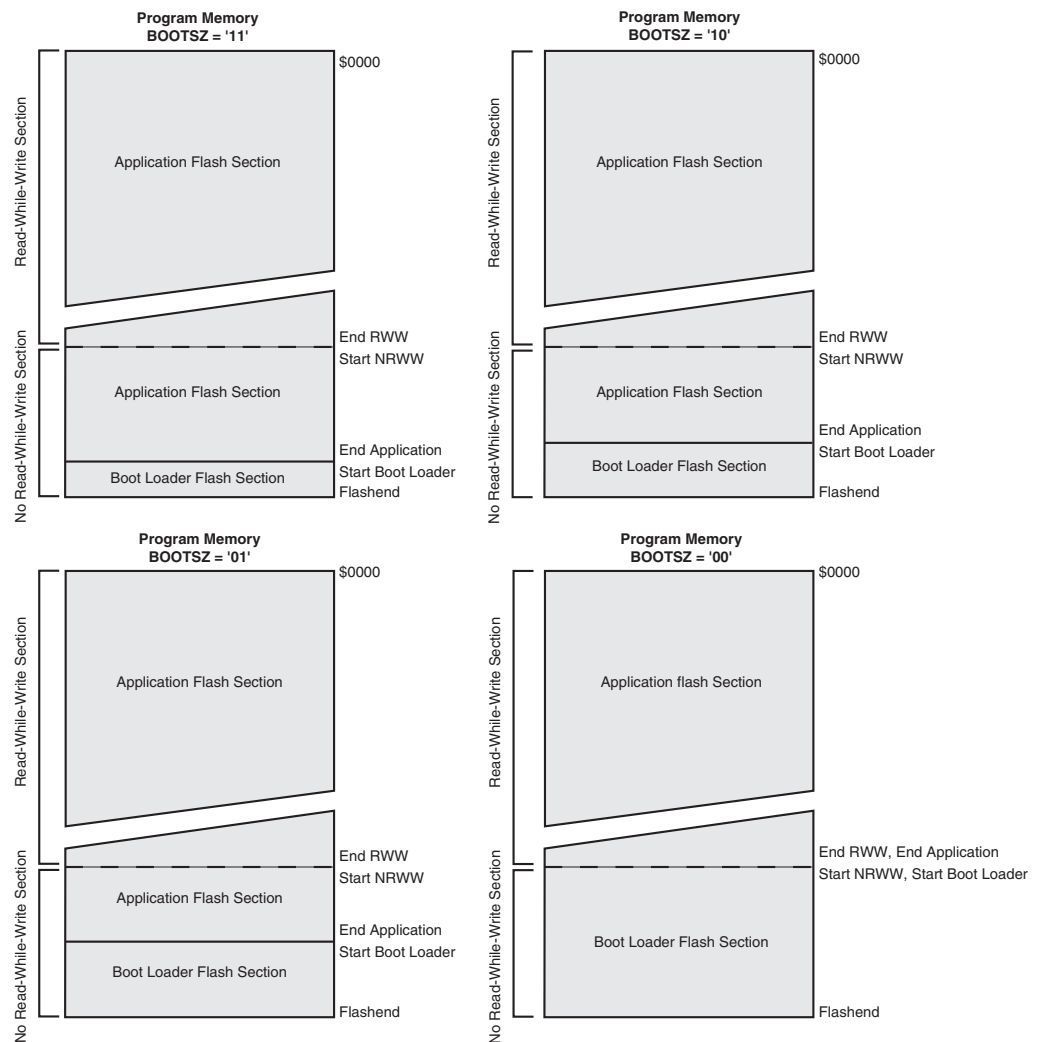 Program Memory
BOOTSZ = '11'
$0000
Read-While-Write Section
Application Flash Section
End RWW
Start NRWW
No Read-While-Write Section
Application Flash Section
End Application
Start Boot Loader
Boot Loader Flash Section
Flashend
Program Memory
BOOTSZ = '10'
$0000
Read-While-Write Section
Application Flash Section
End RWW
Start NRWW
No Read-While-Write Section
Application Flash Section
End Application
Start Boot Loader
Boot Loader Flash Section
Flashend
Program Memory
BOOTSZ = '01'
$0000
Read-While-Write Section
Application Flash Section
End RWW
Start NRWW
No Read-While-Write Section
Application Flash Section
End Application
Start Boot Loader
Boot Loader Flash Section
Flashend
Program Memory
BOOTSZ = '00'
$0000
Read-While-Write Section
Application flash Section
End RWW, End Application
Start NRWW, Start Boot Loader
No Read-While-Write Section
Boot Loader Flash Section
Flashend